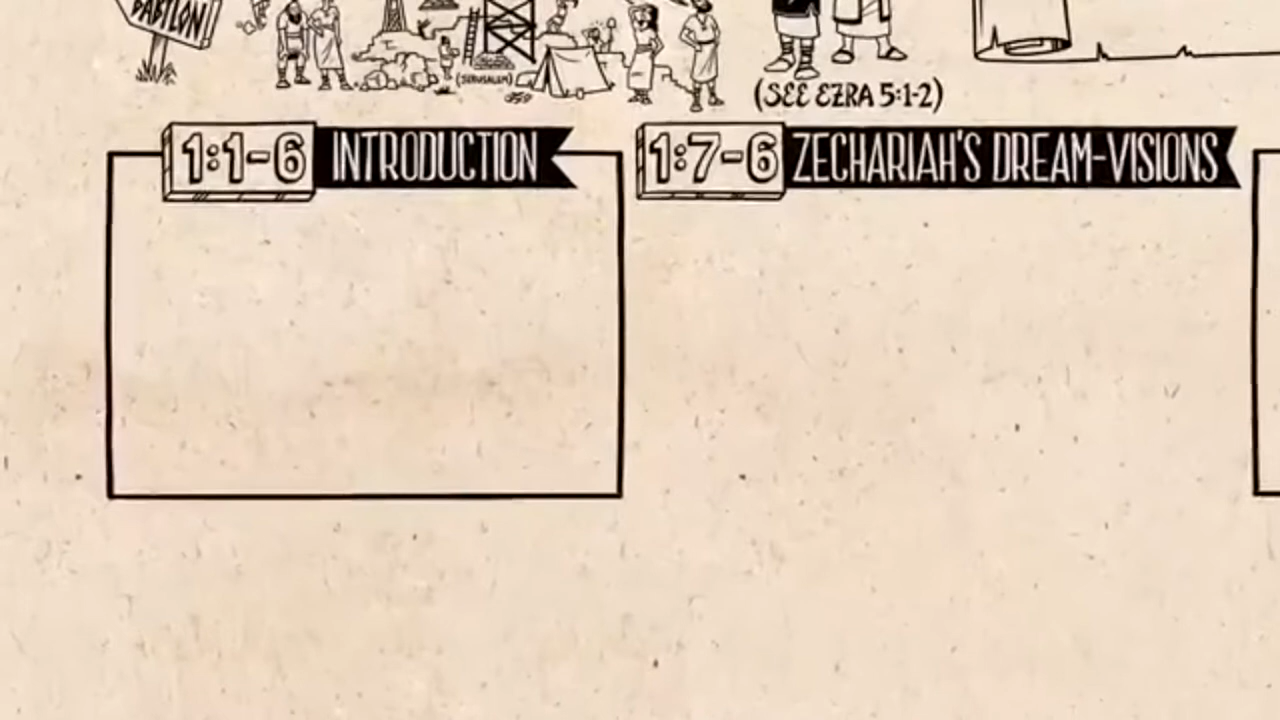 BABYLON
(JERUSALEM)
(SEE EZRA 5:1-2)
1:1-6 INTRODUCTION
1:7-6 ZECHARIAH'S DREAM-VISIONS